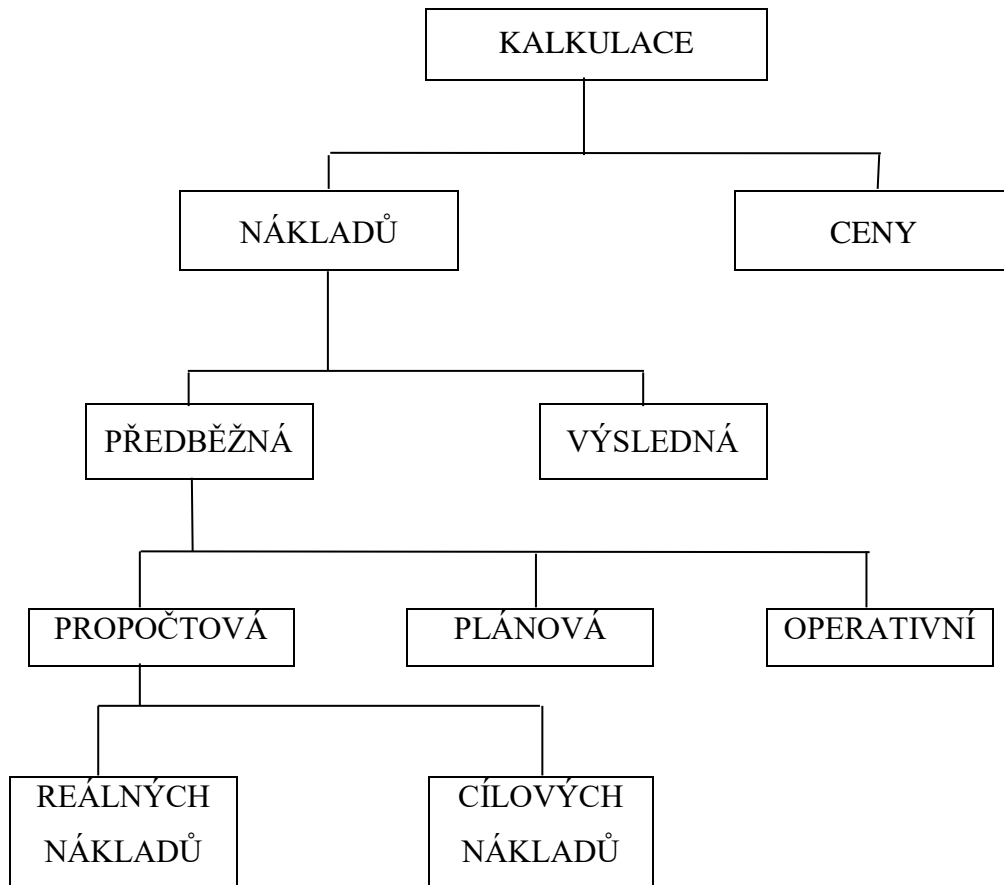 KALKULACE
NÁKLADŮ
CENY
PŘEDBĚŽNÁ
VÝSLEDNÁ
PROPOČTOVÁ
PLÁNOVÁ
OPERATIVNÍ
REÁLNÝCH
NÁKLADŮ
CÍLOVÝCH
NÁKLADŮ